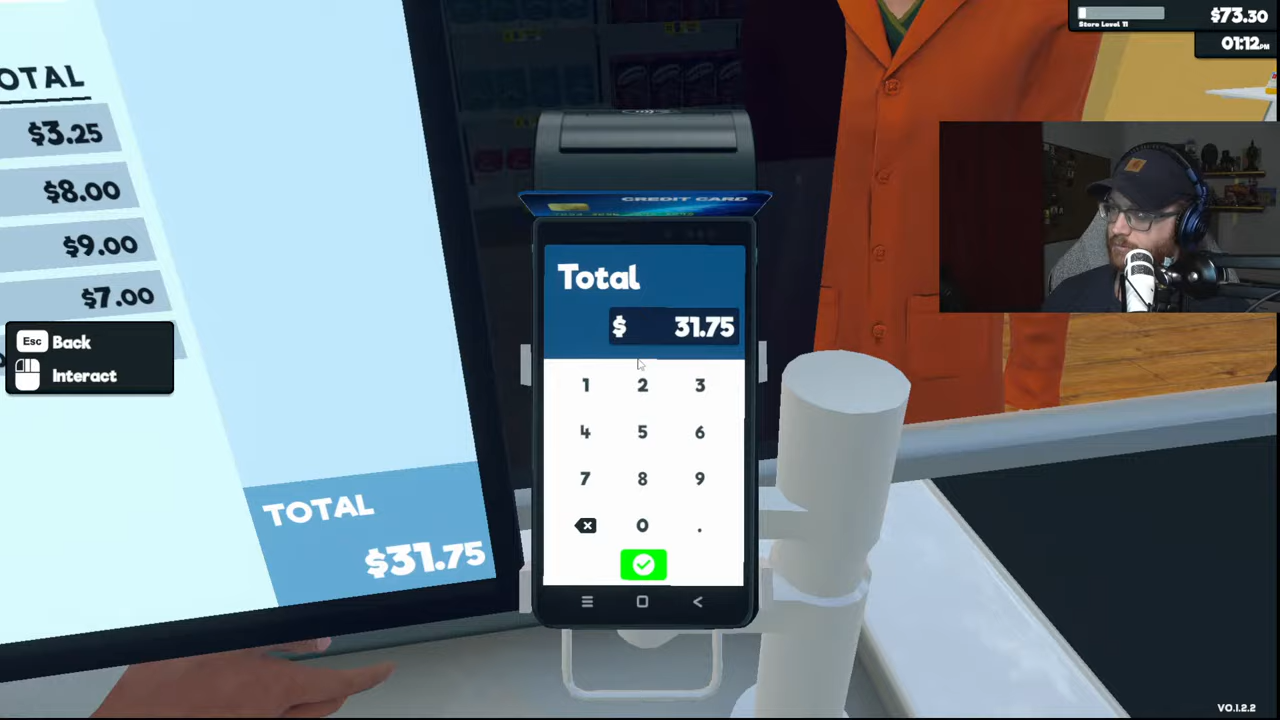 Store Level 11
$73.30
01:12PM
OTAL
$3.25
$8.00
$9.00
$7.00
Esc Back
Interact
CREDIT CARD
Total
$ 31.75
1 2 3
4 5 6
7 8 9
0 .
TOTAL
$31.75
V0.1.2.2